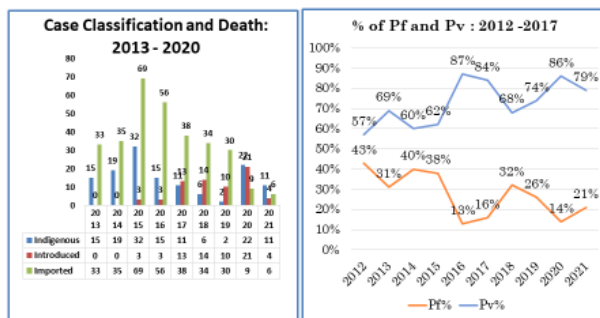 Case Classification and Death:
2013 - 2020
80
70
60
50
40
30
20
10
0
15 0 33
19 0 35
32 3 69
15 3 56
11 13 38
6 14 34
2 10 30
22 21 9
11 4 6
20 20 20 20 20 20 20 20 20
13 14 15 16 17 18 19 20 21
Indigenous 15 19 32 15 11 6 2 22 11
Introduced 0 0 3 3 13 14 10 21 4
Imported 33 35 69 56 38 34 30 9 6
% of Pf and Pv : 2012 -2017
100%
90%
80%
70%
60%
50%
40%
30%
20%
10%
0%
57% 69% 60% 62% 87% 84% 68% 74% 86% 79%
43% 31% 40% 38% 13% 16% 32% 26% 14% 21%
2012 2013 2014 2015 2016 2017 2018 2019 2020 2021
Pf% Pv%